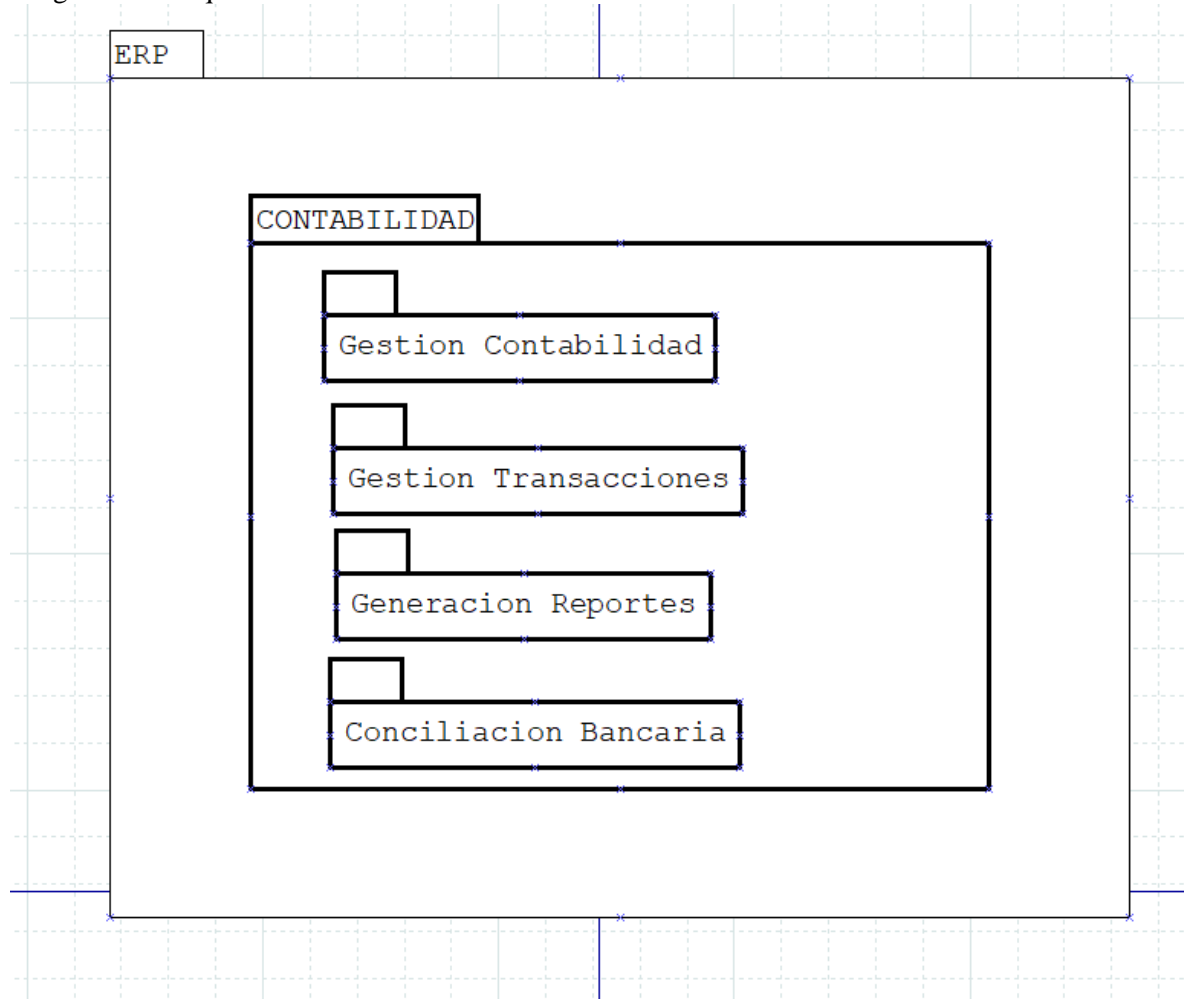 ERP
CONTABILIDAD
Gestion Contabilidad
Gestion Transacciones
Generacion Reportes
Conciliacion Bancaria